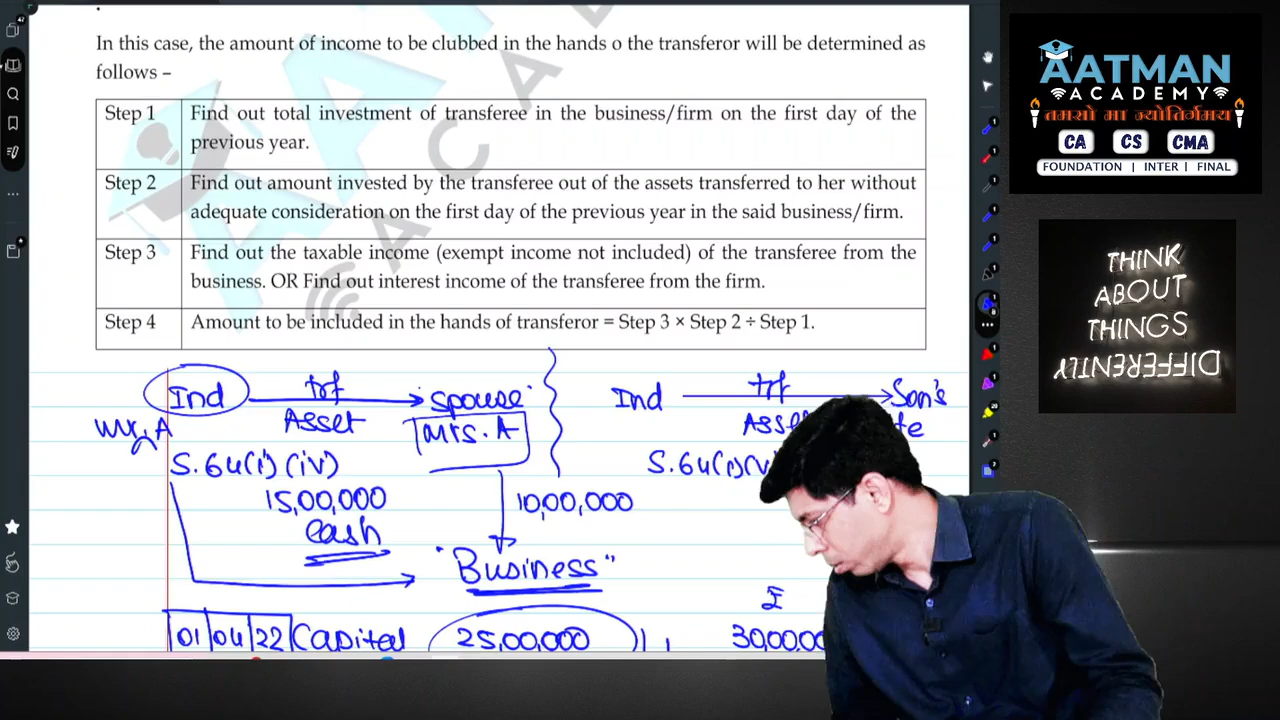 In this case, the amount of income to be clubbed in the hands o the transferor will be determined as
follows –
Step 1 Find out total investment of transferee in the business/firm on the first day of the
previous year.
Step 2 Find out amount invested by the transferee out of the assets transferred to her without
adequate consideration on the first day of the previous year in the said business/firm.
Step 3 Find out the taxable income (exempt income not included) of the transferee from the
business. OR Find out interest income of the transferee from the firm.
Step 4 Amount to be included in the hands of transferor = Step 3 × Step 2 ÷ Step 1.
Ind trf "Spouse"
Mr. A Asset Mrs. A
S.64(i)(iv)
15,00,000 10,00,000
Cash
"Business"
01 04 22 Capital 25,00,000
Ind trf Son's
S.64(i)
30,00,00
AATMAN
ACADEMY
तमसो मा ज्योतिर्गमय
CA CS CMA
FOUNDATION | INTER | FINAL
THINK
ABOUT
THINGS
DIFFERENTLY